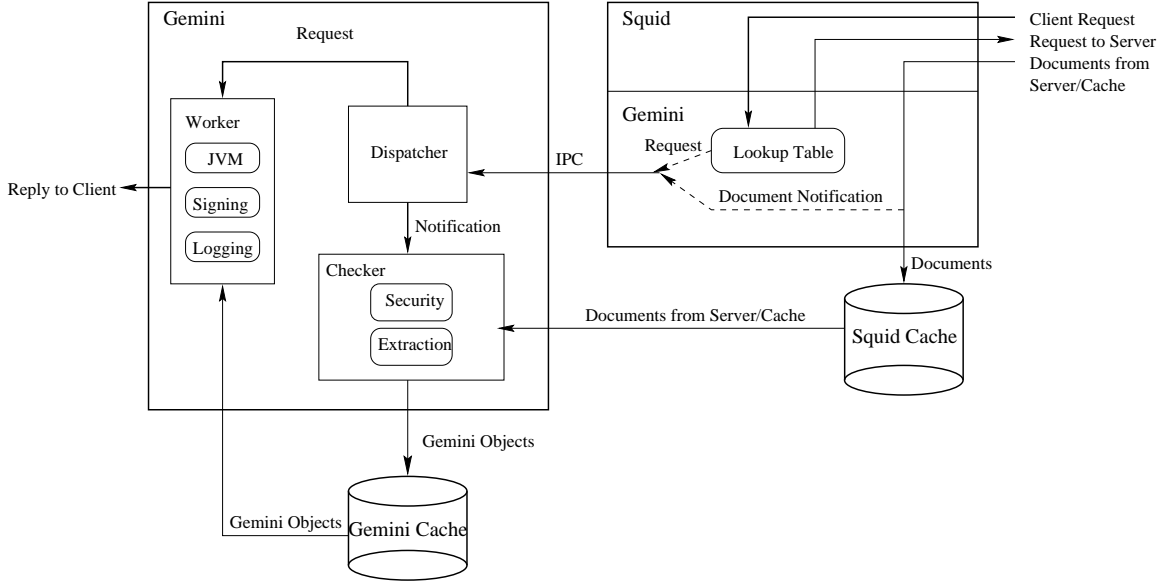 Gemini
Request
Worker
JVM
Signing
Logging
Reply to Client
Dispatcher
Notification
Checker
Security
Extraction
IPC
Squid
Client Request
Request to Server
Documents from
Server/Cache
Gemini
Request
Lookup Table
Document Notification
Documents
Documents from Server/Cache
Squid Cache
Gemini Objects
Gemini Objects
Gemini Cache